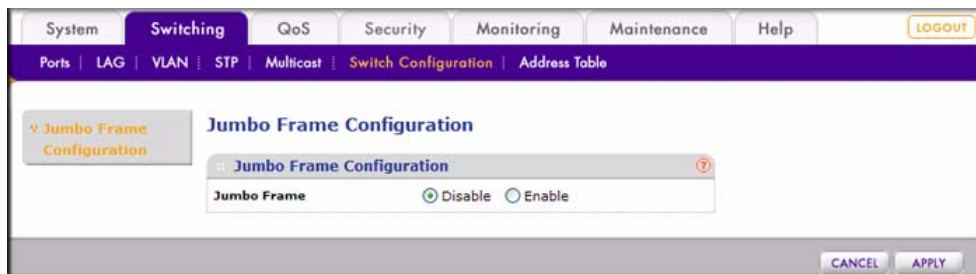 System Switching QoS Security Monitoring Maintenance Help LOGOUT
Ports LAG VLAN STP Multicast Switch Configuration Address Table
Jumbo Frame
Configuration
Jumbo Frame Configuration
Jumbo Frame Configuration ?
Jumbo Frame Disable Enable
CANCEL APPLY